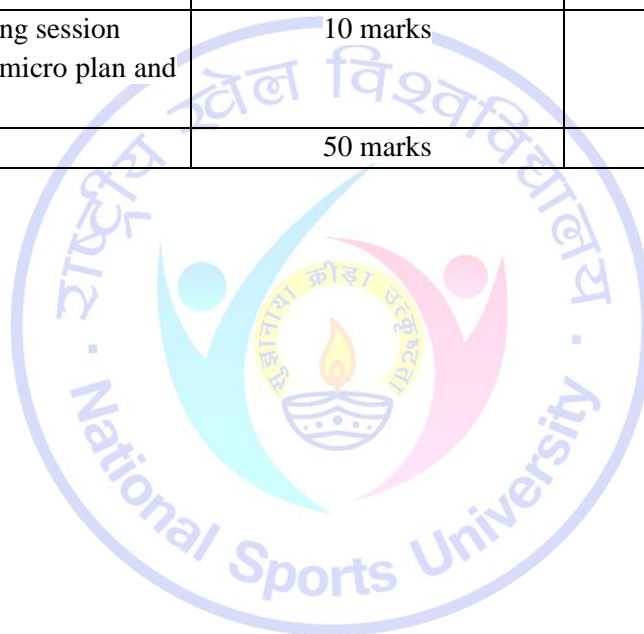 ng session 10 marks
micro plan and
50 marks
राष्ट्रीय खेल विश्वविद्यालय
सुज्ञानाया क्रीड़ा उत्कृष्टता
· National Sports University ·